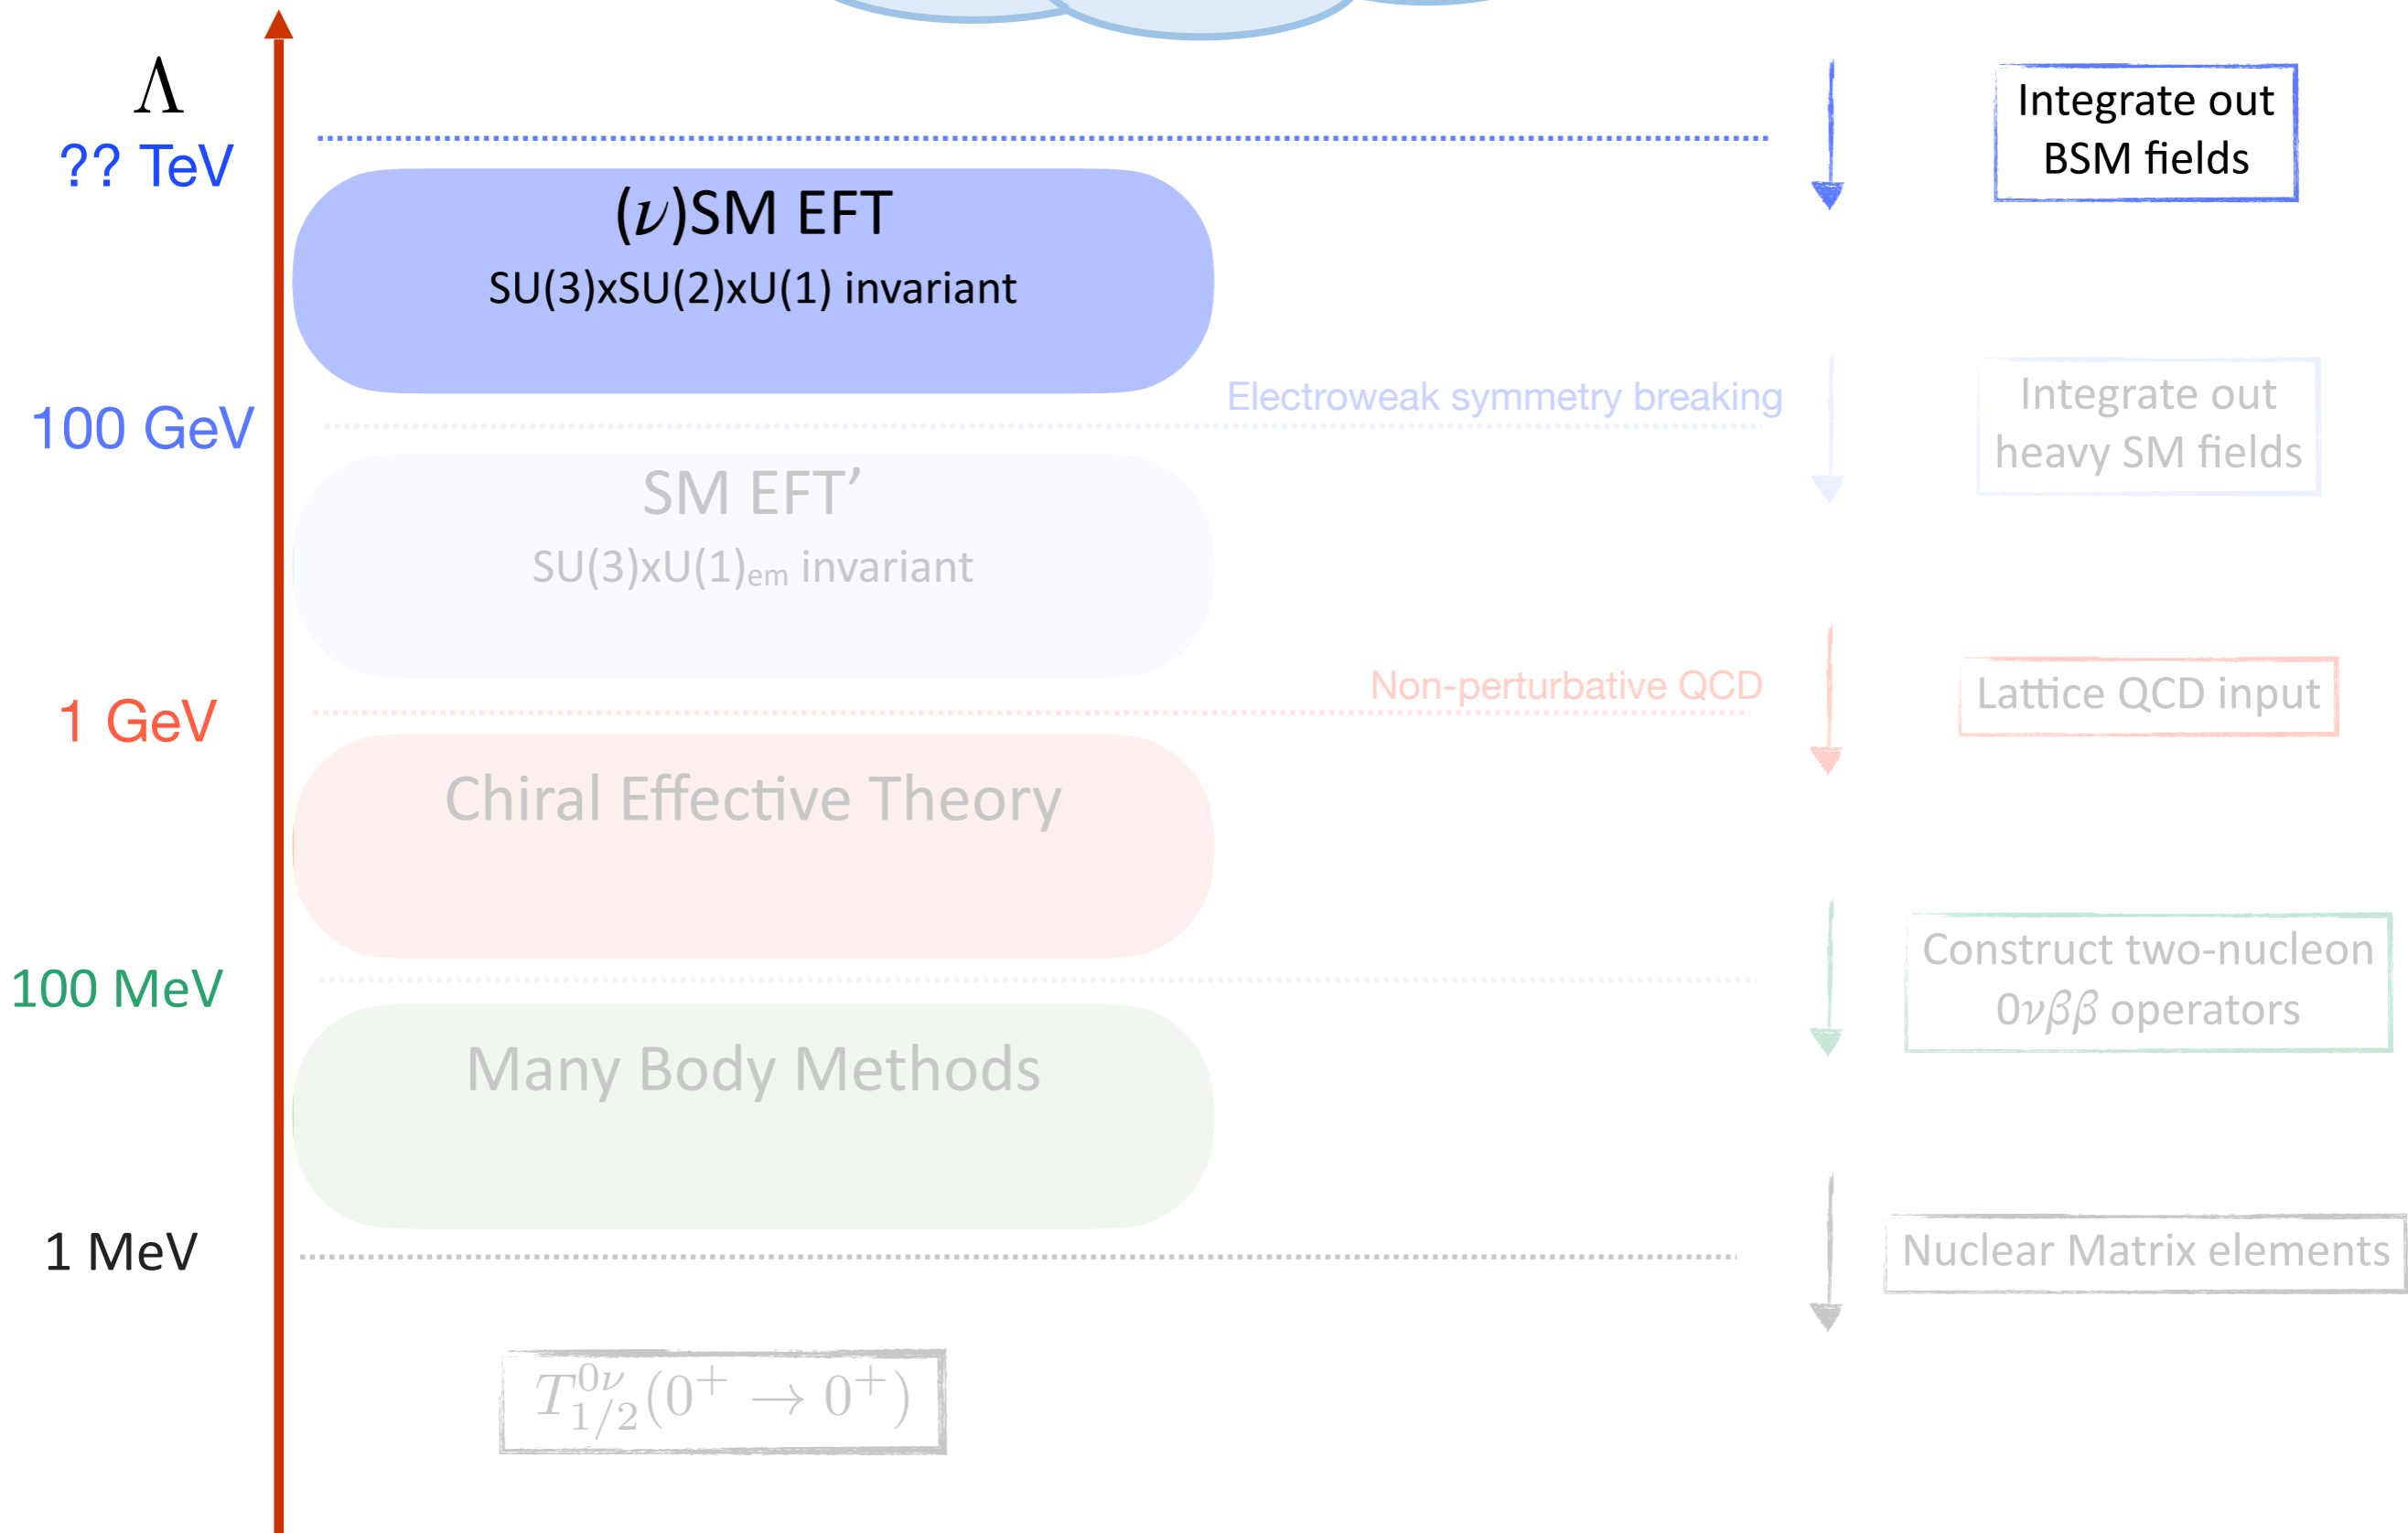 Λ
?? TeV
Integrate out
BSM fields
(ν)SM EFT
SU(3)xSU(2)xU(1) invariant
100 GeV
Electroweak symmetry breaking
Integrate out
heavy SM fields
SM EFT’
SU(3)xU(1)em invariant
1 GeV
Non-perturbative QCD
Lattice QCD input
Chiral Effective Theory
100 MeV
Construct two-nucleon
0νββ operators
Many Body Methods
1 MeV
Nuclear Matrix elements
T^{0ν}_{1/2}(0⁺ → 0⁺)